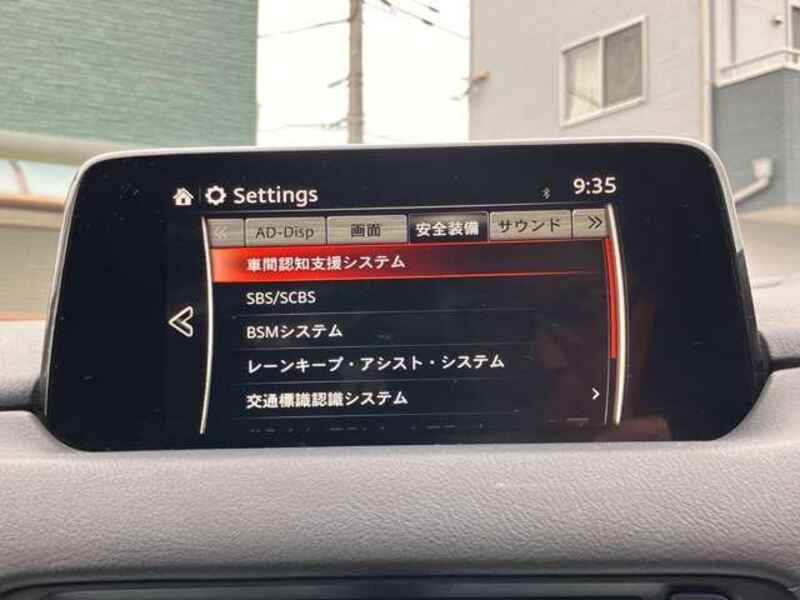 Settings 9:35
AD-Disp 画面 安全装備 サウンド
車間認知支援システム
SBS/SCBS
BSMシステム
レーンキープ・アシスト・システム
交通標識認識システム